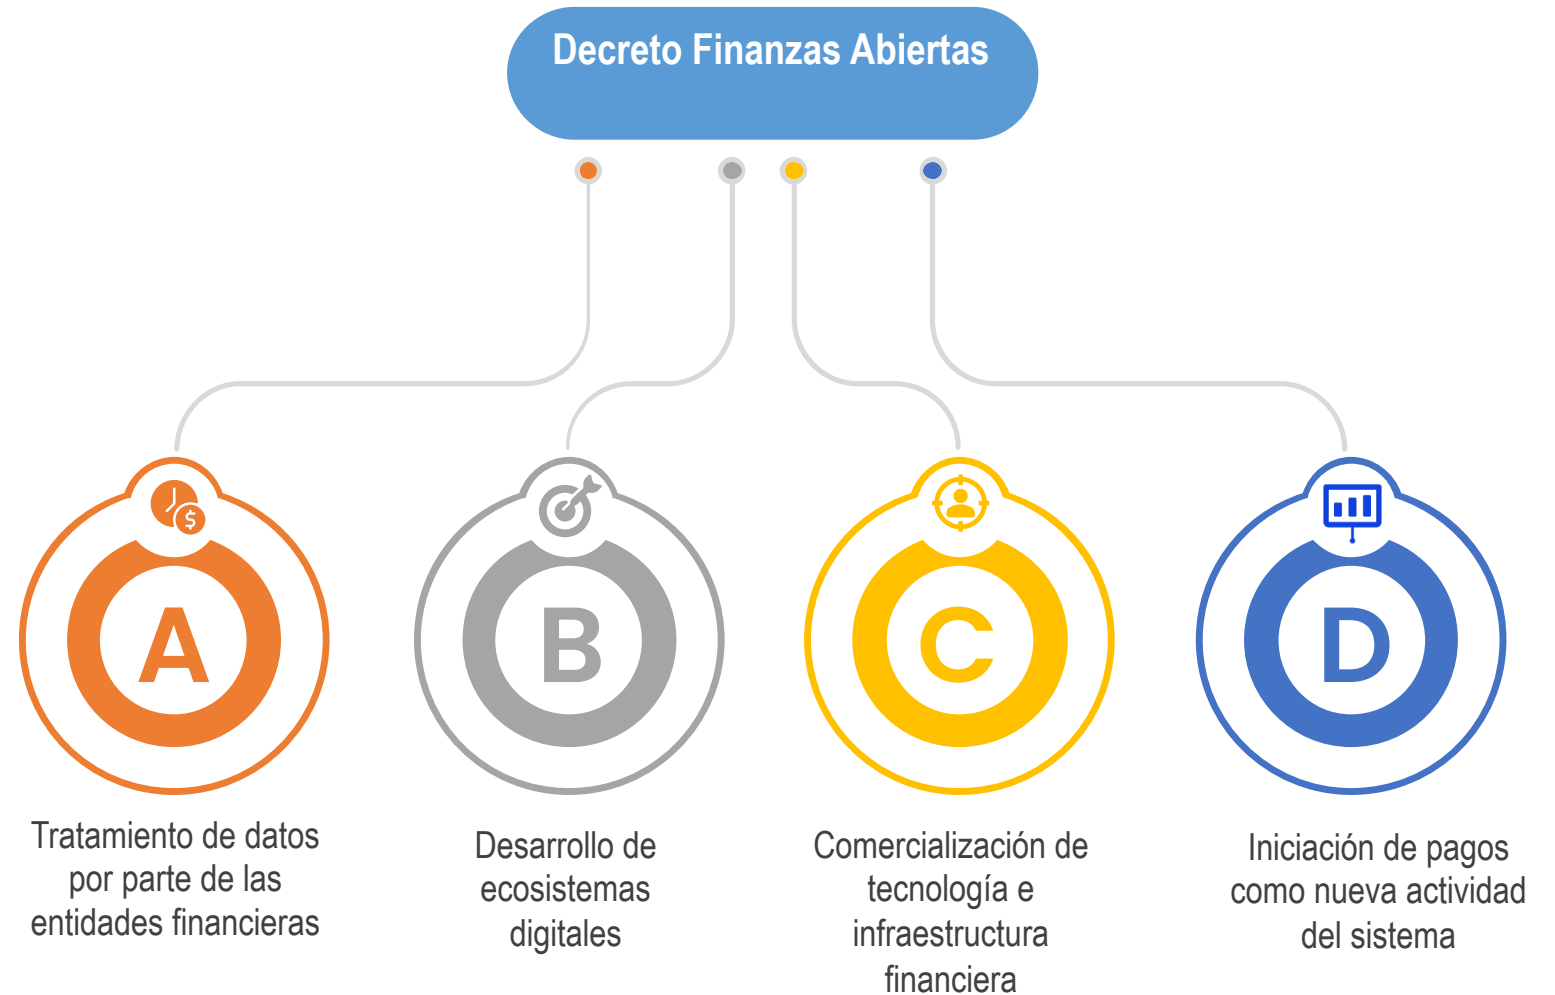 Decreto Finanzas Abiertas
$
A
Tratamiento de datos
por parte de las
entidades financieras
B
Desarrollo de
ecosistemas
digitales
C
Comercialización de
tecnología e
infraestructura
financiera
D
Iniciación de pagos
como nueva actividad
del sistema